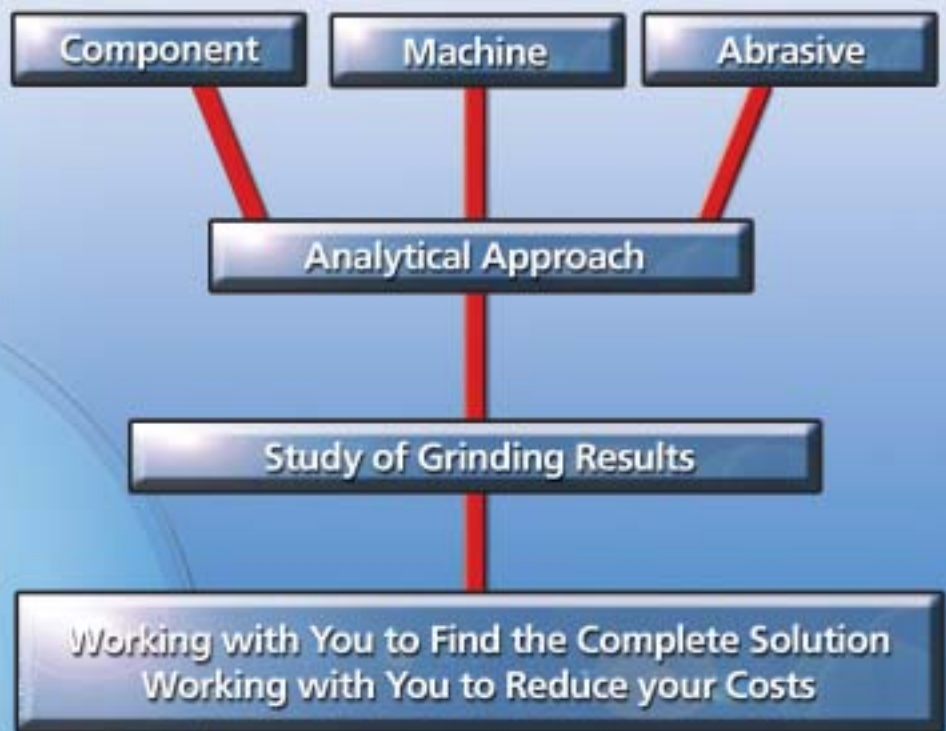 Component
Machine
Abrasive
Analytical Approach
Study of Grinding Results
Working with You to Find the Complete Solution
Working with You to Reduce your Costs